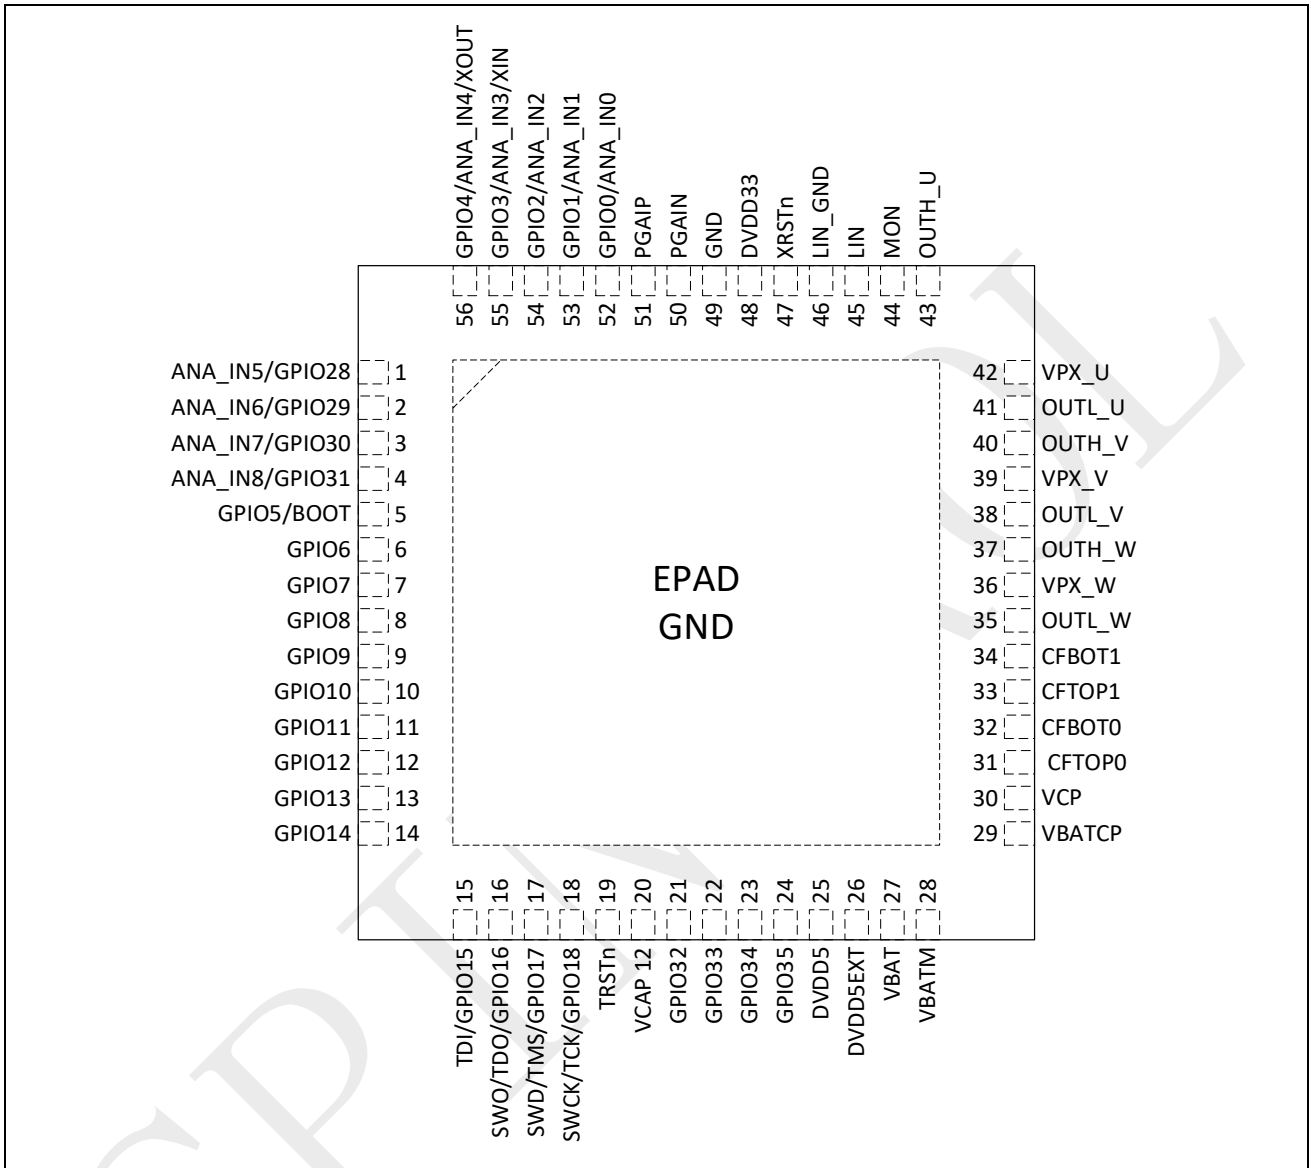 GPIO4/ANA_IN4/XOUT
GPIO3/ANA_IN3/XIN
GPIO2/ANA_IN2
GPIO1/ANA_IN1
GPIO0/ANA_IN0
PGAIP
PGAIN
GND
DVDD33
XRSTn
LIN_GND
LIN
MON
OUTH_U
56 55 54 53 52 51 50 49 48 47 46 45 44 43
ANA_IN5/GPIO28 1
ANA_IN6/GPIO29 2
ANA_IN7/GPIO30 3
ANA_IN8/GPIO31 4
GPIO5/BOOT 5
GPIO6 6
GPIO7 7
GPIO8 8
GPIO9 9
GPIO10 10
GPIO11 11
GPIO12 12
GPIO13 13
GPIO14 14
EPAD
GND
42 VPX_U
41 OUTL_U
40 OUTH_V
39 VPX_V
38 OUTL_V
37 OUTH_W
36 VPX_W
35 OUTL_W
34 CFBOT1
33 CFTOP1
32 CFBOT0
31 CFTOP0
30 VCP
29 VBATCP
15 16 17 18 19 20 21 22 23 24 25 26 27 28
TDI/GPIO15
SWO/TDO/GPIO16
SWD/TMS/GPIO17
SWCK/TCK/GPIO18
TRSTn
VCAP 12
GPIO32
GPIO33
GPIO34
GPIO35
DVDD5
DVDD5EXT
VBAT
VBATM